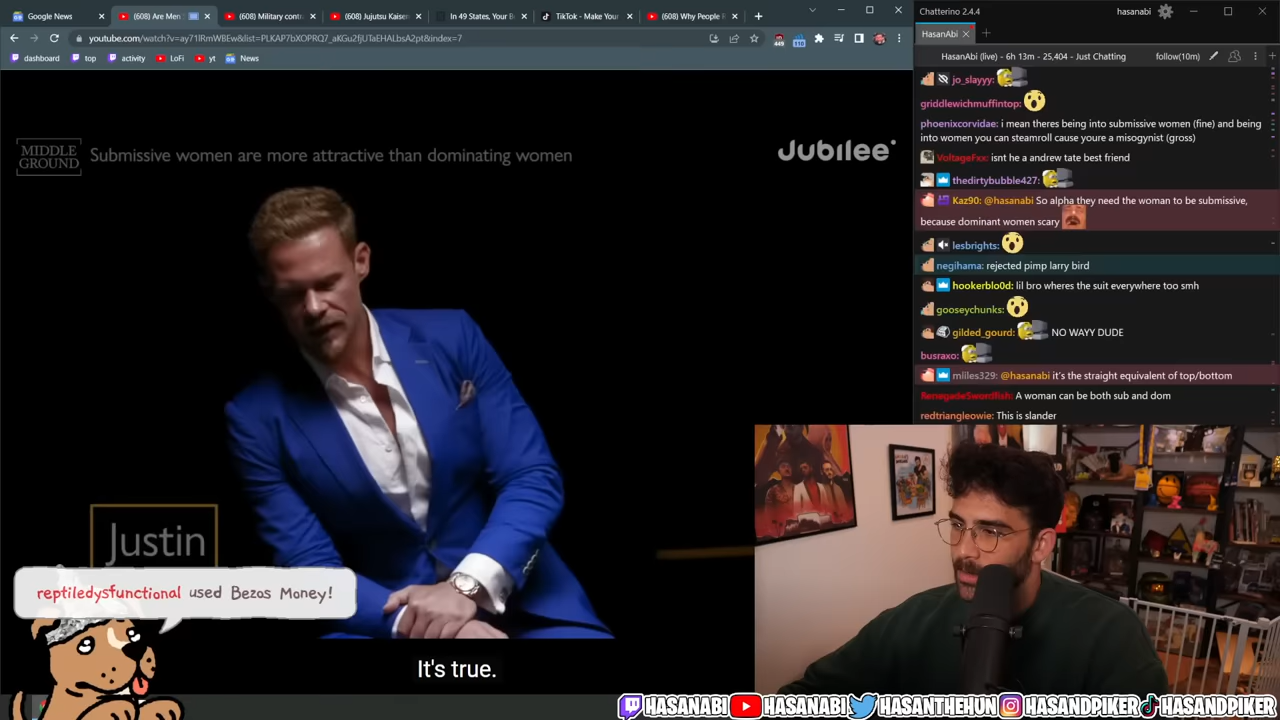 Google News
(608) Are Men
(608) Military contr
(608) Jujutsu Kaisen
In 49 States, Your B
TikTok - Make Your
(608) Why People
youtube.com/watch?v=ay71lRmWBEw&list=PLKAP7bXOPRQ7_aKGu2fjUTaEHALbsA2pt&index=7
449
110
dashboard
top
activity
LoFi
yt
News
MIDDLE
GROUND
Submissive women are more attractive than dominating women
Jubilee
Justin
reptiledysfunctional used Bezos Money!
It's true.
Chatterino 2.4.4
hasanabi
HasanAbi
HasanAbi (live) - 6h 13m - 25,404 - Just Chatting
follow(10m)
jo_slayyy:
griddlewichmuffintop:
phoenixcorvidae: i mean theres being into submissive women (fine) and being
into women you can steamroll cause youre a misogynist (gross)
VoltageFxx: isnt he a andrew tate best friend
thedirtybubble427:
Kaz90: @hasanabi So alpha they need the woman to be submissive,
because dominant women scary
lesbrights:
negihama: rejected pimp larry bird
hookerblo0d: lil bro wheres the suit everywhere too smh
gooseychunks:
gilded_gourd: NO WAYY DUDE
busraxo:
miles329: @hasanabi it's the straight equivalent of top/bottom
RenegadeSwordfish: A woman can be both sub and dom
redtriangleowie: This is slander
HASANABI
HASANABI
HASANTHEHUN
HASANDPIKER
HASANDPIKER